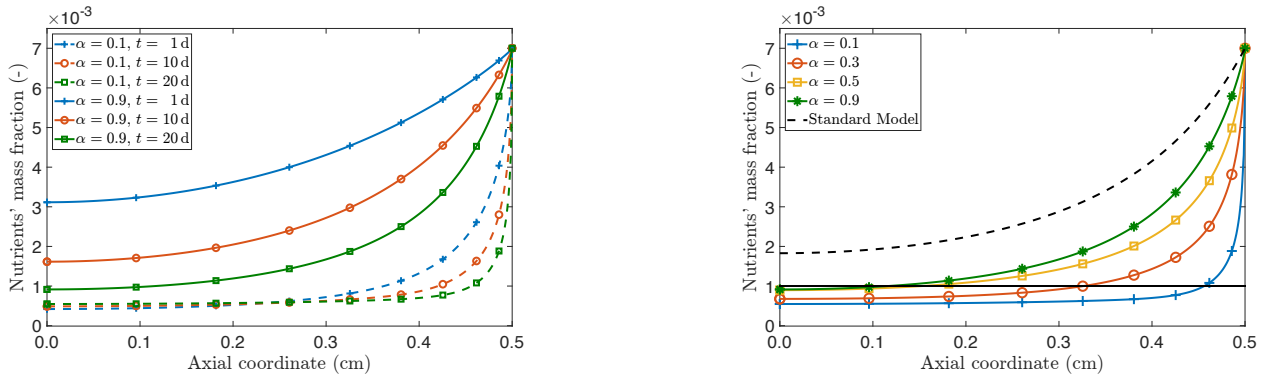 ×10⁻³
7
6
5
4
3
2
1
0
Nutrients' mass fraction (-)
α = 0.1, t = 1 d
α = 0.1, t = 10 d
α = 0.1, t = 20 d
α = 0.9, t = 1 d
α = 0.9, t = 10 d
α = 0.9, t = 20 d
0.0 0.1 0.2 0.3 0.4 0.5
Axial coordinate (cm)
×10⁻³
7
6
5
4
3
2
1
0
Nutrients' mass fraction (-)
α = 0.1
α = 0.3
α = 0.5
α = 0.9
Standard Model
0.0 0.1 0.2 0.3 0.4 0.5
Axial coordinate (cm)